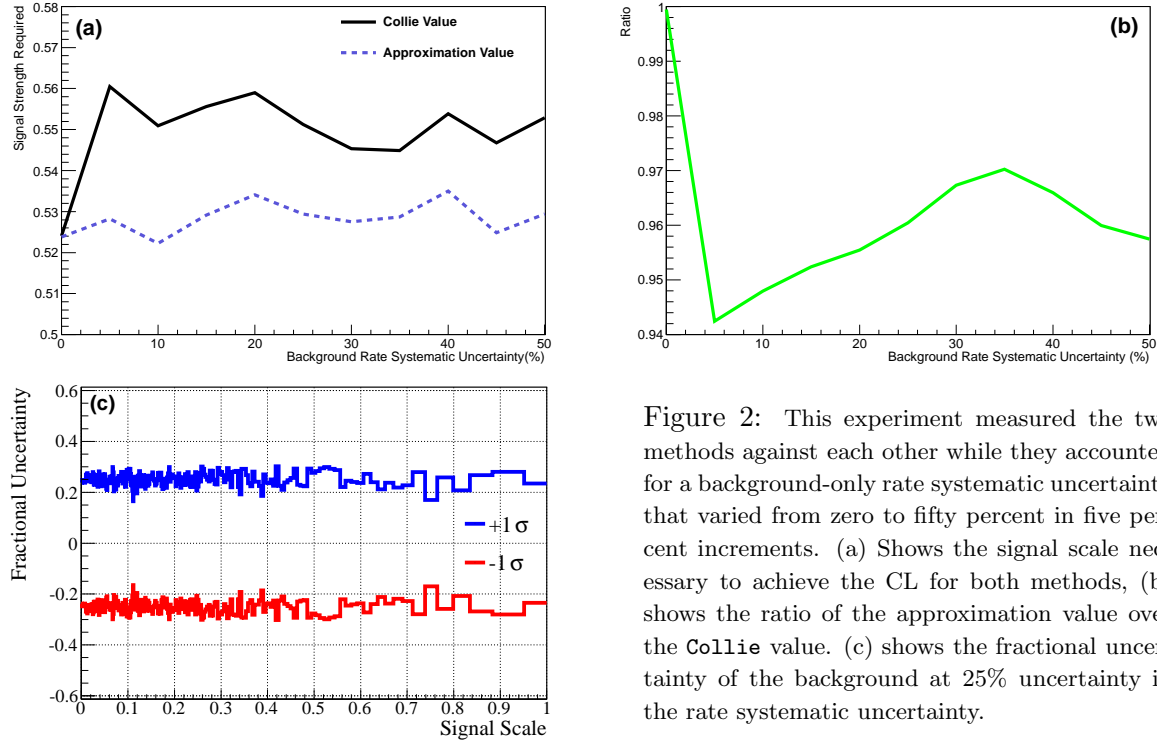 (a)
Collie Value
Approximation Value
Signal Strength Required
0.58
0.57
0.56
0.55
0.54
0.53
0.52
0.51
0.5
0 10 20 30 40 50
Background Rate Systematic Uncertainty(%)
(b)
Ratio
1
0.99
0.98
0.97
0.96
0.95
0.94
0 10 20 30 40 50
Background Rate Systematic Uncertainty (%)
(c)
Fractional Uncertainty
0.6
0.4
0.2
0
-0.2
-0.4
-0.6
+1σ
-1σ
0 0.1 0.2 0.3 0.4 0.5 0.6 0.7 0.8 0.9 1
Signal Scale
Figure 2: This experiment measured the tw
methods against each other while they accounte
for a background-only rate systematic uncertaint
that varied from zero to fifty percent in five per
cent increments. (a) Shows the signal scale nec
essary to achieve the CL for both methods, (b
shows the ratio of the approximation value ove
the Collie value. (c) shows the fractional uncer
tainty of the background at 25% uncertainty i
the rate systematic uncertainty.